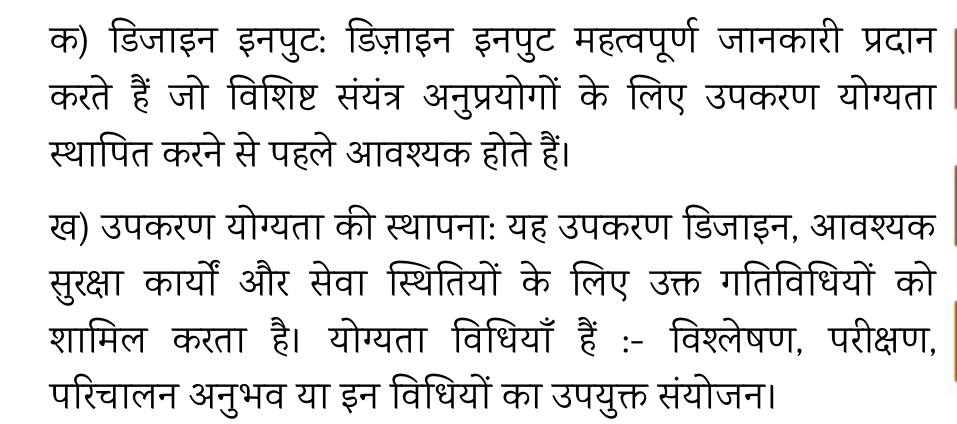 क) डिजाइन इनपुट: डिज़ाइन इनपुट महत्वपूर्ण जानकारी प्रदान
करते हैं जो विशिष्ट संयंत्र अनुप्रयोगों के लिए उपकरण योग्यता
स्थापित करने से पहले आवश्यक होते हैं।
ख) उपकरण योग्यता की स्थापना: यह उपकरण डिजाइन, आवश्यक
सुरक्षा कार्यों और सेवा स्थितियों के लिए उक्त गतिविधियों को
शामिल करता है। योग्यता विधियाँ हैं :- विश्लेषण, परीक्षण,
परिचालन अनुभव या इन विधियों का उपयुक्त संयोजन।